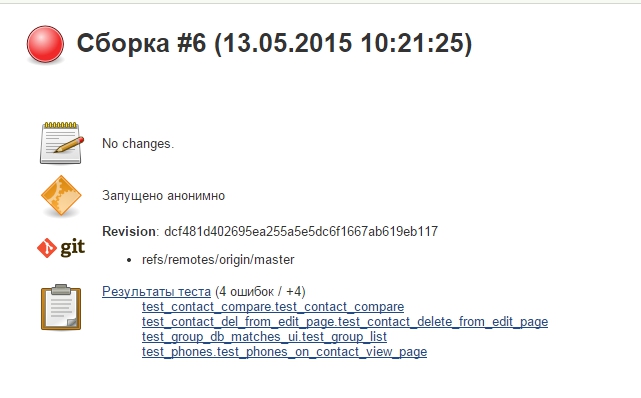 Сборка #6 (13.05.2015 10:21:25)
No changes.
Запущено анонимно
git
Revision: dcf481d402695ea255a5e5dc6f1667ab619eb117
refs/remotes/origin/master
Результаты теста (4 ошибок / +4)
test_contact_compare.test_contact_compare
test_contact_del_from_edit_page.test_contact_delete_from_edit_page
test_group_db_matches_ui.test_group_list
test_phones.test_phones_on_contact_view_page